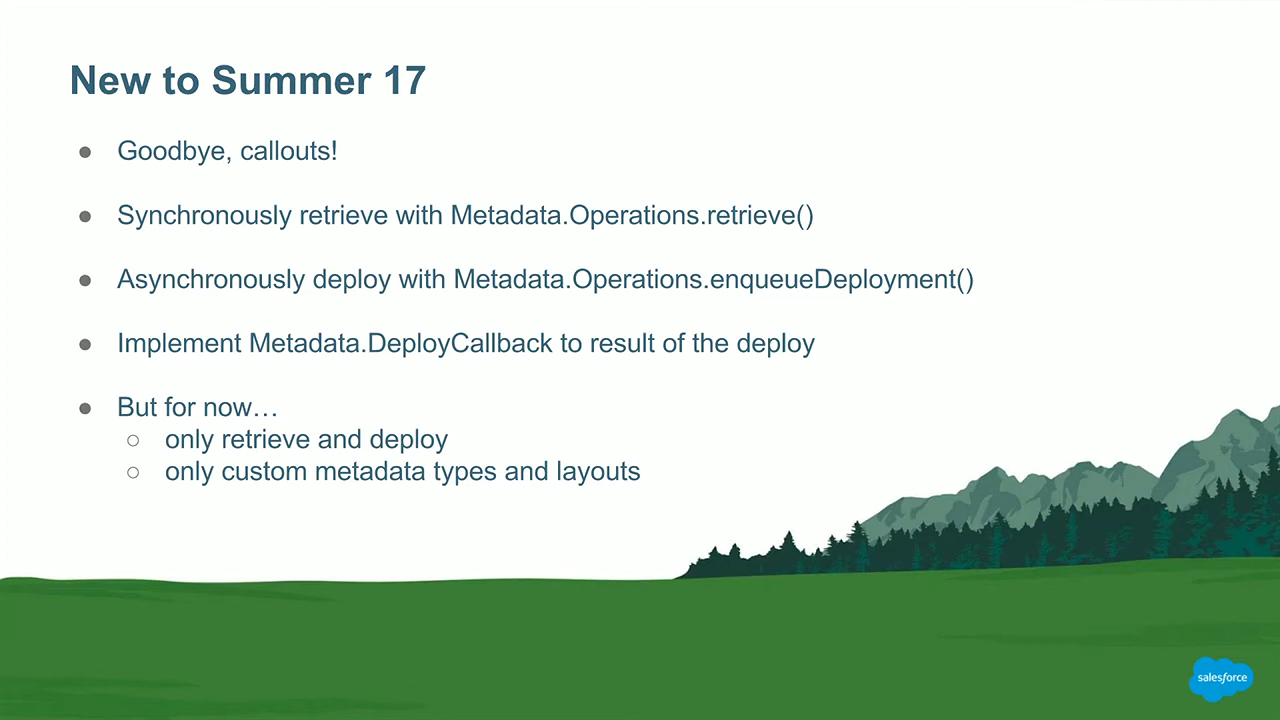 New to Summer 17
● Goodbye, callouts!
● Synchronously retrieve with Metadata.Operations.retrieve()
● Asynchronously deploy with Metadata.Operations.enqueueDeployment()
● Implement Metadata.DeployCallback to result of the deploy
● But for now…
○ only retrieve and deploy
○ only custom metadata types and layouts
salesforce